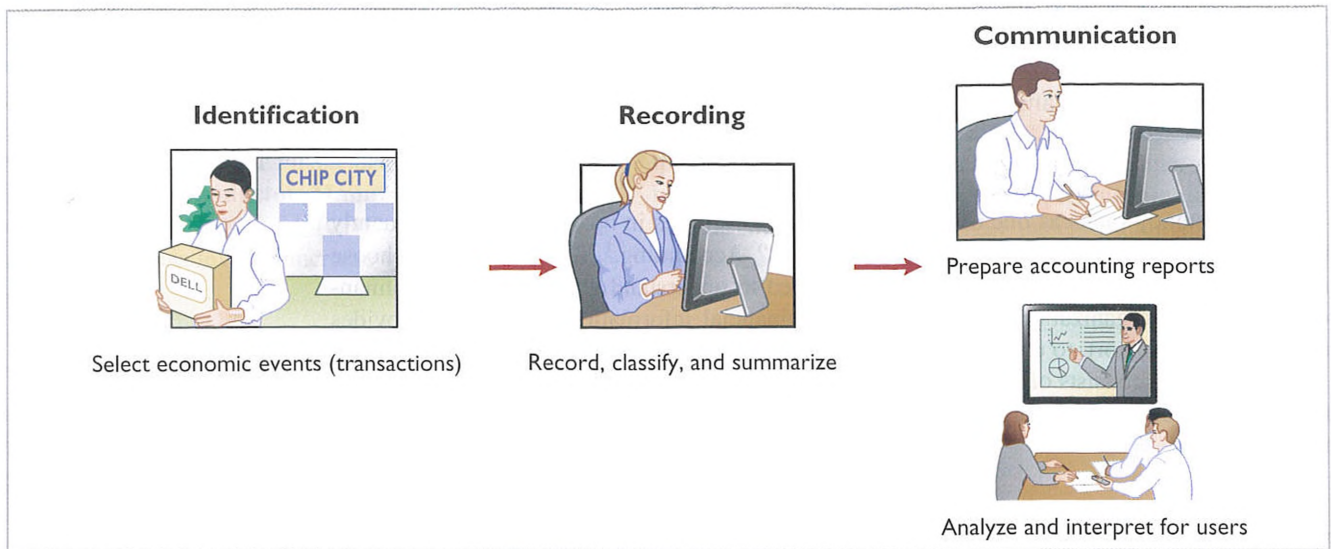 Identification
CHIP CITY
DELL
Select economic events (transactions)
Recording
Record, classify, and summarize
Communication
Prepare accounting reports
Analyze and interpret for users